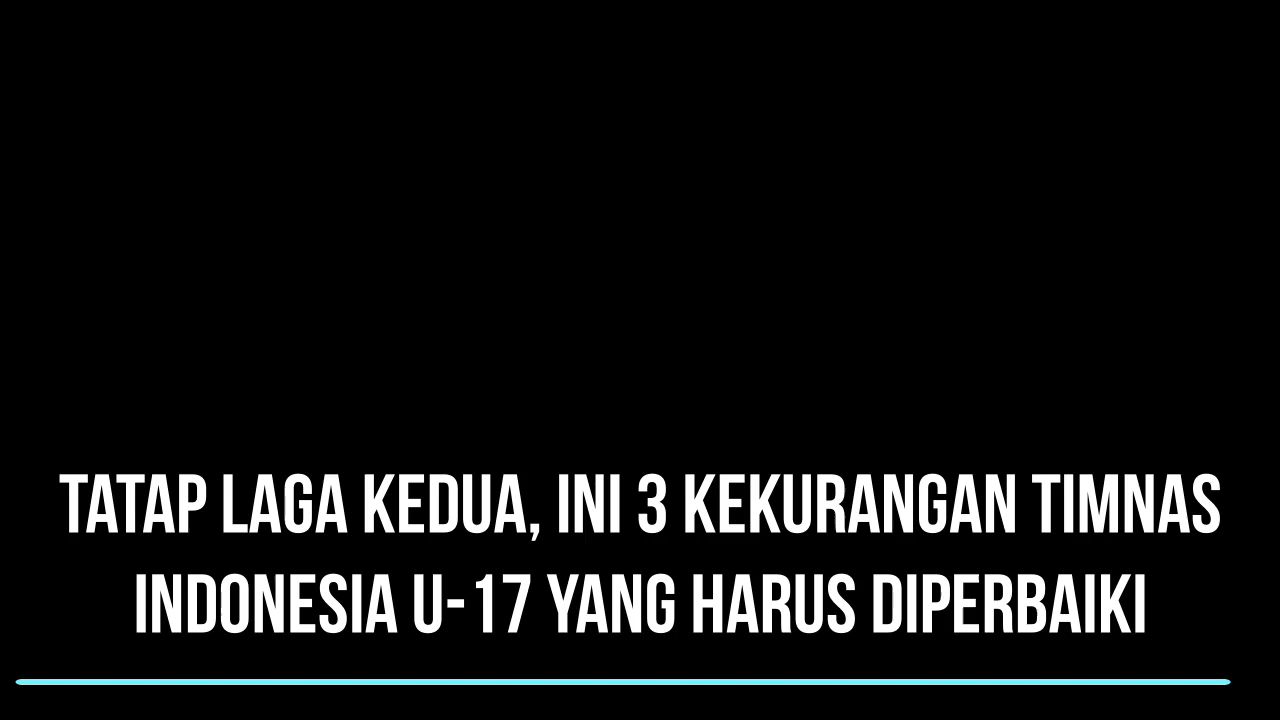 TATAP LAGA KEDUA, INI 3 KEKURANGAN TIMNAS
INDONESIA U-17 YANG HARUS DIPERBAIKI